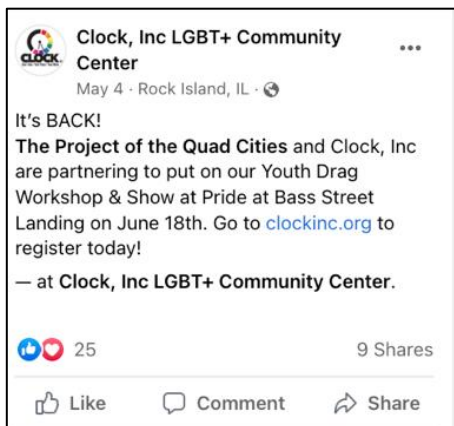 CLOCK
Clock, Inc LGBT+ Community
Center
May 4 · Rock Island, IL ·
It's BACK!
The Project of the Quad Cities and Clock, Inc
are partnering to put on our Youth Drag
Workshop & Show at Pride at Bass Street
Landing on June 18th. Go to clockinc.org to
register today!
— at Clock, Inc LGBT+ Community Center.
25 9 Shares
Like Comment Share